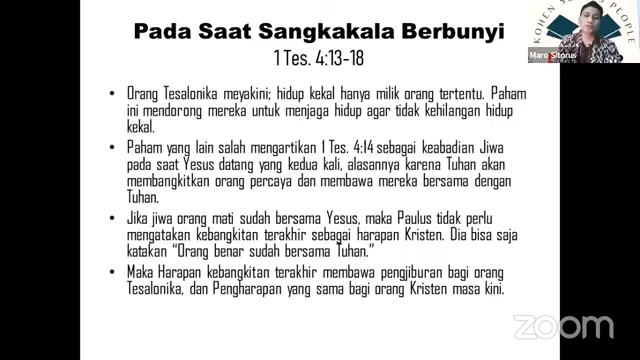 Pada Saat Sangkakala Berbunyi
1 Tes. 4:13-18
• Orang Tesalonika meyakini; hidup kekal hanya milik orang tertentu. Paham
ini mendorong mereka untuk menjaga hidup agar tidak kehilangan hidup
kekal.
• Paham yang lain salah mengartikan 1 Tes. 4:14 sebagai keabadian Jiwa
pada saat Yesus datang yang kedua kali, alasannya karena Tuhan akan
membangkitkan orang percaya dan membawa mereka bersama dengan
Tuhan.
• Jika jiwa orang mati sudah bersama Yesus, maka Paulus tidak perlu
mengatakan kebangkitan terakhir sebagai harapan Kristen. Dia bisa saja
katakan “Orang benar sudah bersama Tuhan.”
• Maka Harapan kebangkitan terakhir membawa pengjiburan bagi orang
Tesalonika, dan Pengharapan yang sama bagi orang Kristen masa kini.
KOHEN
PEOPLE
Maro Sitorus
zoom